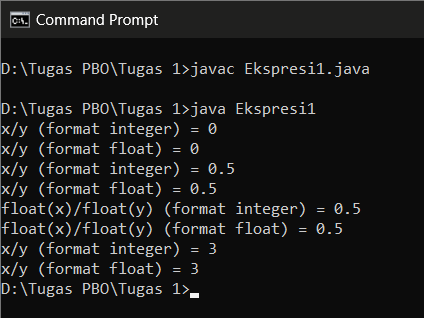 Command Prompt
D:\Tugas PBO\Tugas 1>javac Ekspresi1.java
D:\Tugas PBO\Tugas 1>java Ekspresi1
x/y (format integer) = 0
x/y (format float) = 0
x/y (format integer) = 0.5
x/y (format float) = 0.5
float(x)/float(y) (format integer) = 0.5
float(x)/float(y) (format float) = 0.5
x/y (format integer) = 3
x/y (format float) = 3
D:\Tugas PBO\Tugas 1>